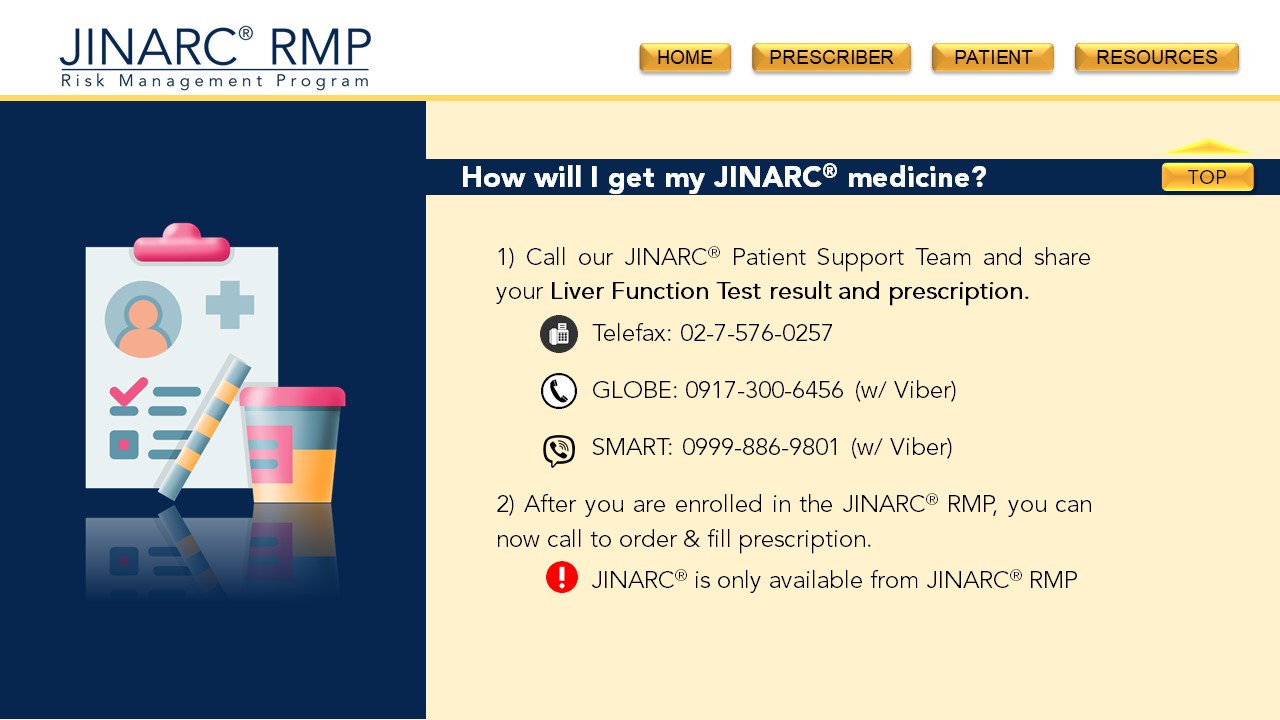 JINARC® RMP
Risk Management Program
HOME PRESCRIBER PATIENT RESOURCES
How will I get my JINARC® medicine?
TOP
1) Call our JINARC® Patient Support Team and share
your Liver Function Test result and prescription.
Telefax: 02-7-576-0257
GLOBE: 0917-300-6456 (w/ Viber)
SMART: 0999-886-9801 (w/ Viber)
2) After you are enrolled in the JINARC® RMP, you can
now call to order & fill prescription.
JINARC® is only available from JINARC® RMP